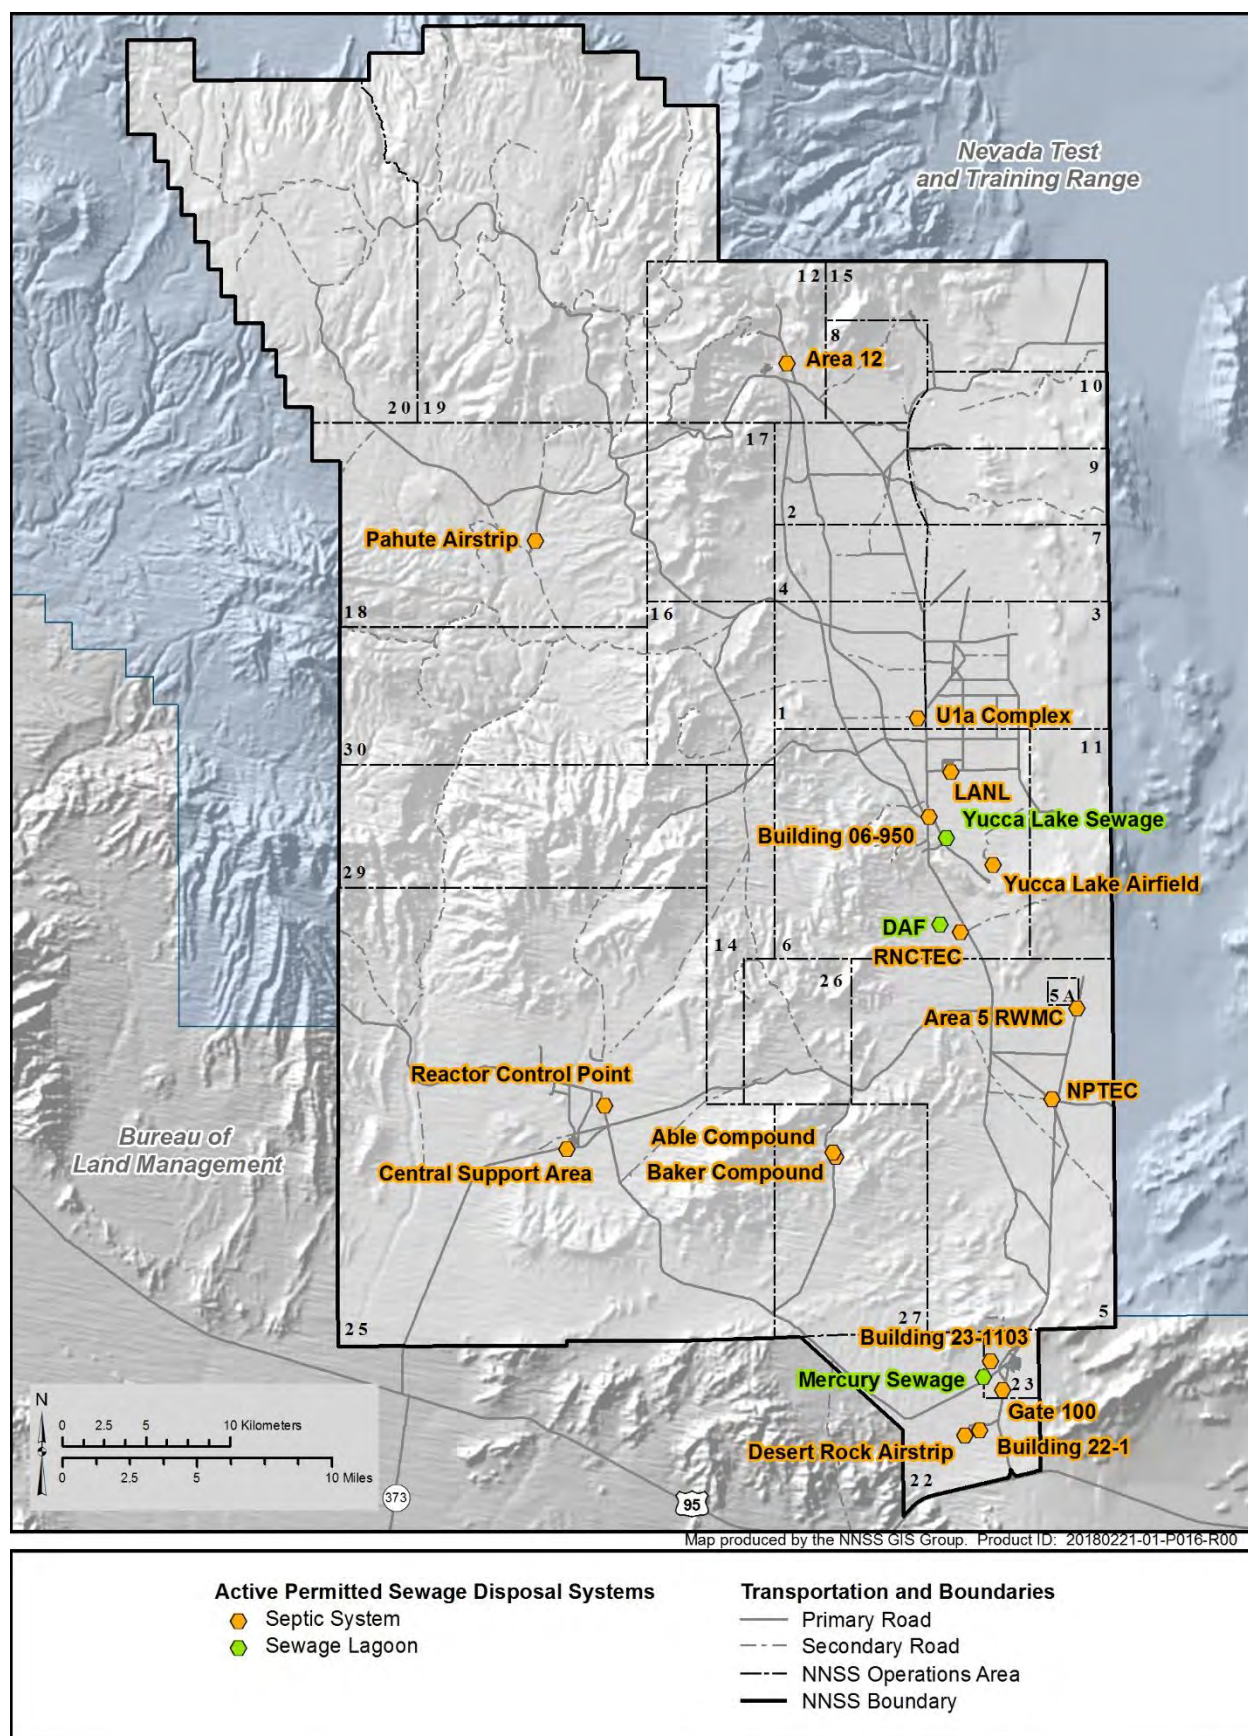 Nevada Test
and Training Range
12
15
8
Area 12
10
20
19
17
9
2
Pahute Airstrip
7
4
18
16
3
1
U1a Complex
11
30
LANL
Yucca Lake Sewage
Building 06-950
29
Yucca Lake Airfield
DAF
14
6
RNCTEC
26
5A
Area 5 RWMC
Reactor Control Point
NPTEC
Bureau of
Land Management
Able Compound
Central Support Area
Baker Compound
25
27
5
Building 23-1103
Mercury Sewage
23
N
Gate 100
0 2.5 5 10 Kilometers
Desert Rock Airstrip
Building 22-1
0 2.5 5 10 Miles
22
373
95
Map produced by the NNSS GIS Group. Product ID: 20180221-01-P016-R00
Active Permitted Sewage Disposal Systems
Septic System
Sewage Lagoon
Transportation and Boundaries
Primary Road
Secondary Road
NNSS Operations Area
NNSS Boundary